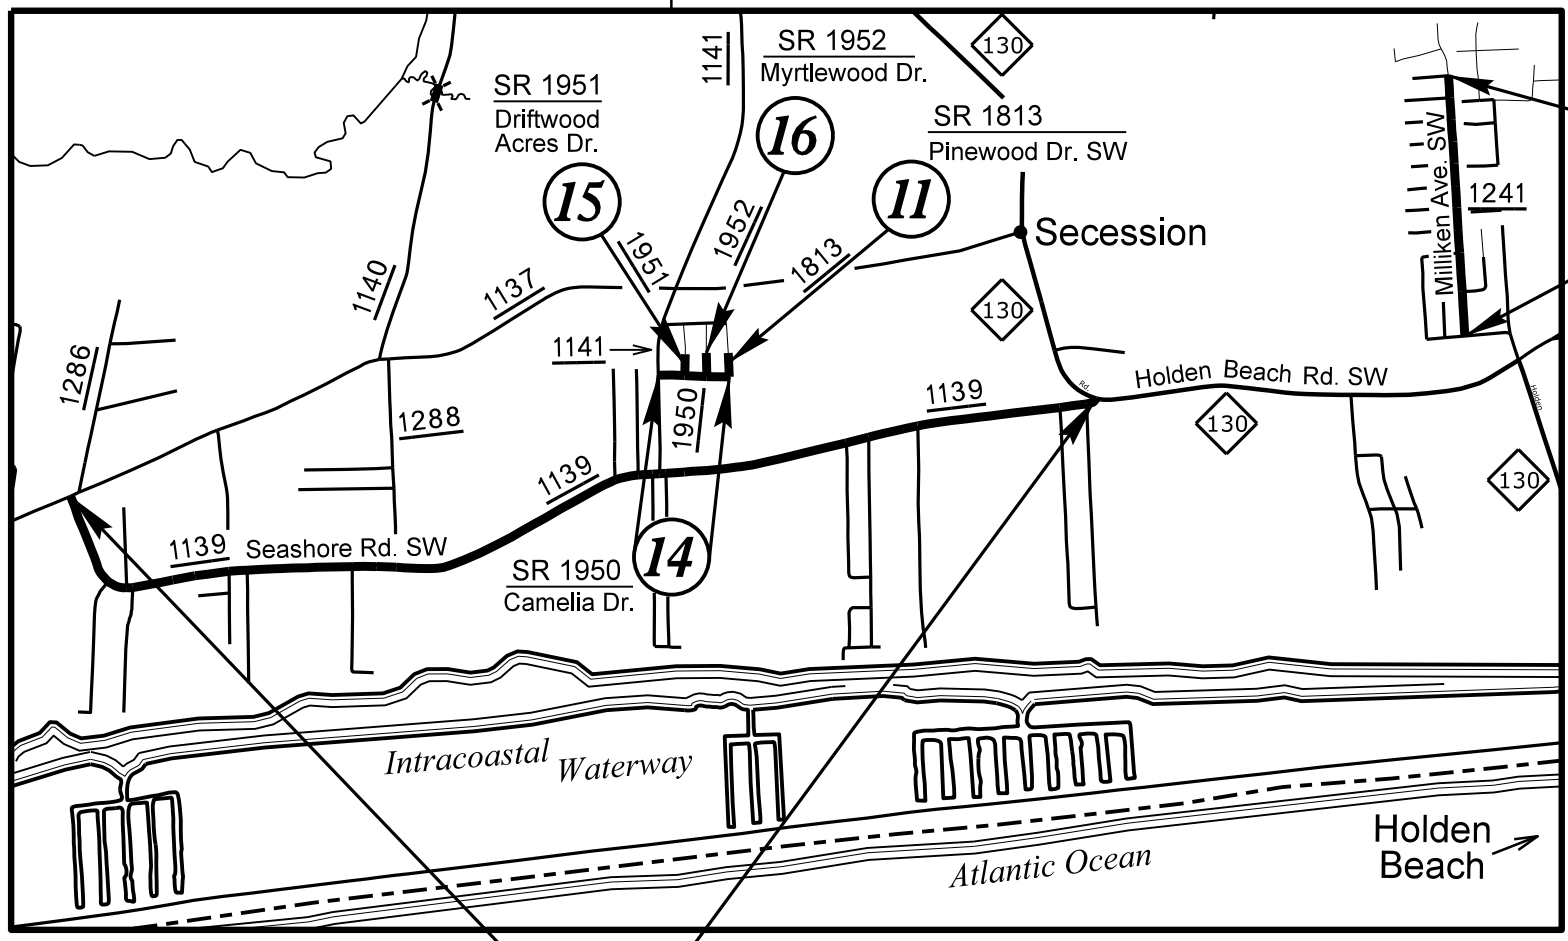 130
1141
SR 1952
Myrtlewood Dr.
SR 1951
Driftwood
Acres Dr.
16
SR 1813
Pinewood Dr. SW
15
11
Milliken Ave. SW
1241
1951
1952
1813
Secession
1140
1137
130
1286
1141
1288
1950
1139
Rd.
Holden Beach Rd. SW
130
Holden
130
1139
1139
Seashore Rd. SW
14
SR 1950
Camelia Dr.
Intracoastal
Waterway
Holden
Beach
Atlantic Ocean